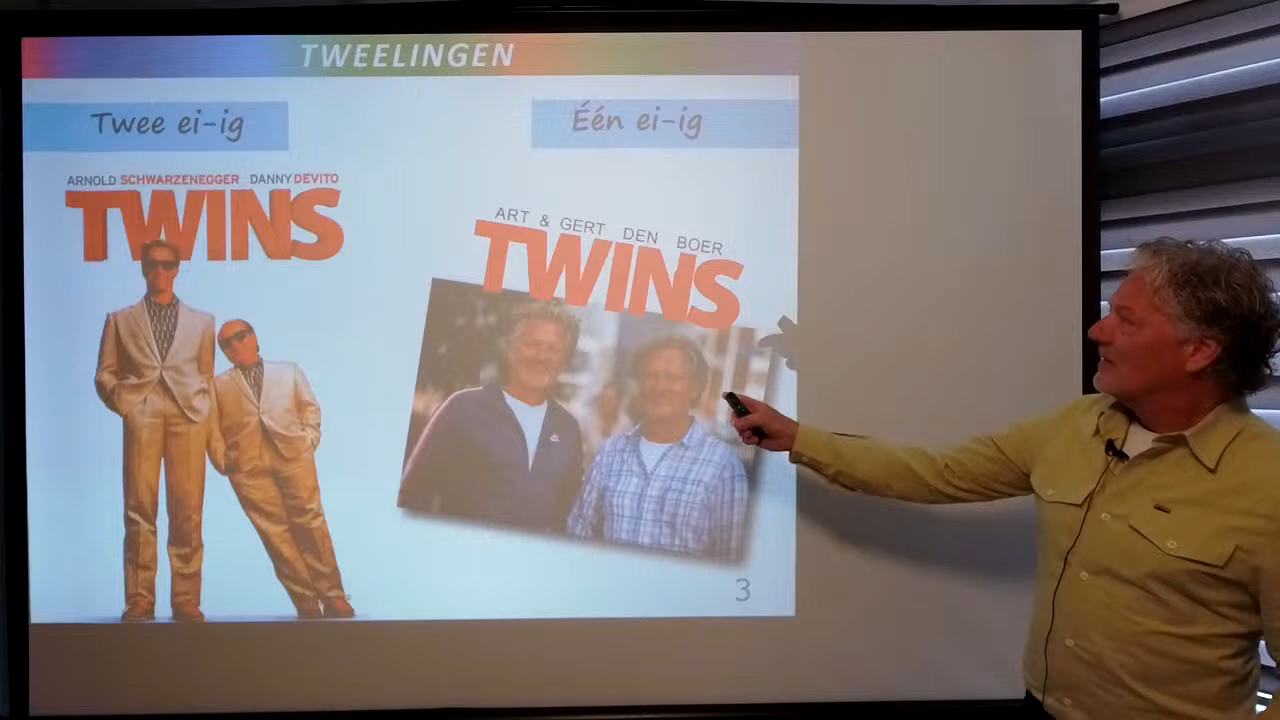 TWEELINGEN
Twee ei-ig
ARNOLD SCHWARZENEGGER DANNY DEVITO
TWINS
Één ei-ig
ART & GERT DEN BOER
TWINS
3